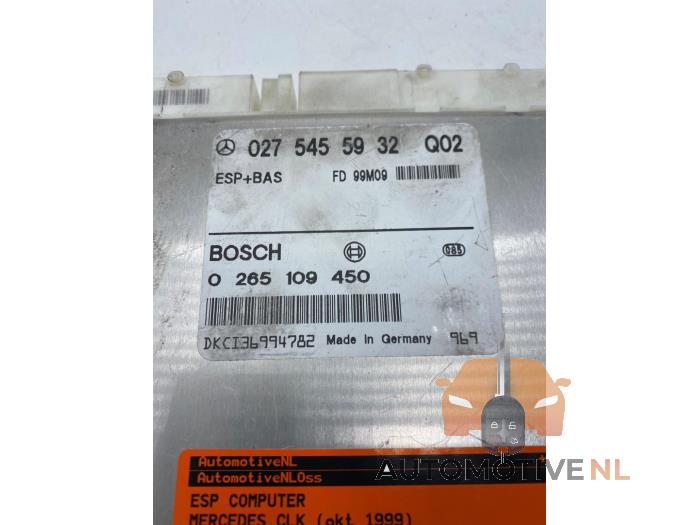 027 545 59 32 Q02
ESP+BAS FD 99M09
BOSCH 085
0 265 109 450
DKCI36994782 Made in Germany 969
AutomotiveNL
AutomotiveNLOss
ESP COMPUTER
MERCEDES CLK (okt 1999)
AUTOMOTIVE NL